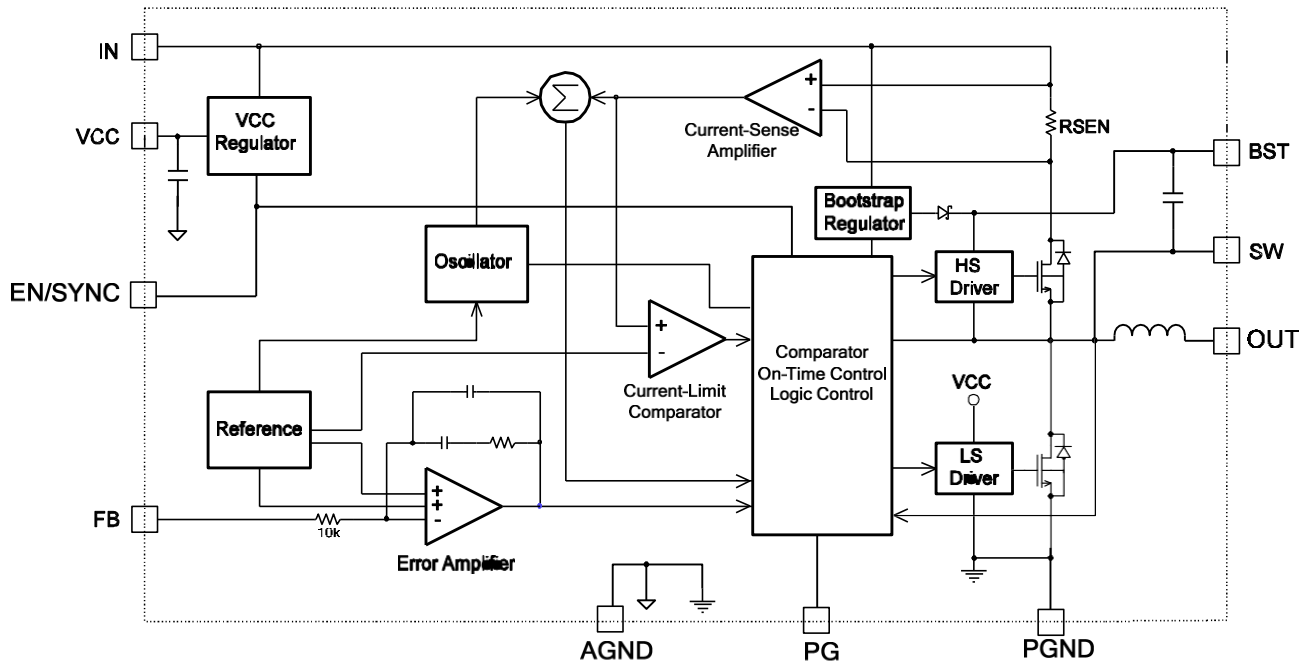 IN
VCC
EN/SYNC
FB
VCC
Regulator
Σ
Current-Sense
Amplifier
RSEN
Bootstrap
Regulator
BST
SW
OUT
Oscillator
HS
Driver
+
-
+
-
Current-Limit
Comparator
Comparator
On-Time Control
Logic Control
VCC
LS
Driver
Reference
+
+
-
10k
Error Amplifier
AGND
PG
PGND